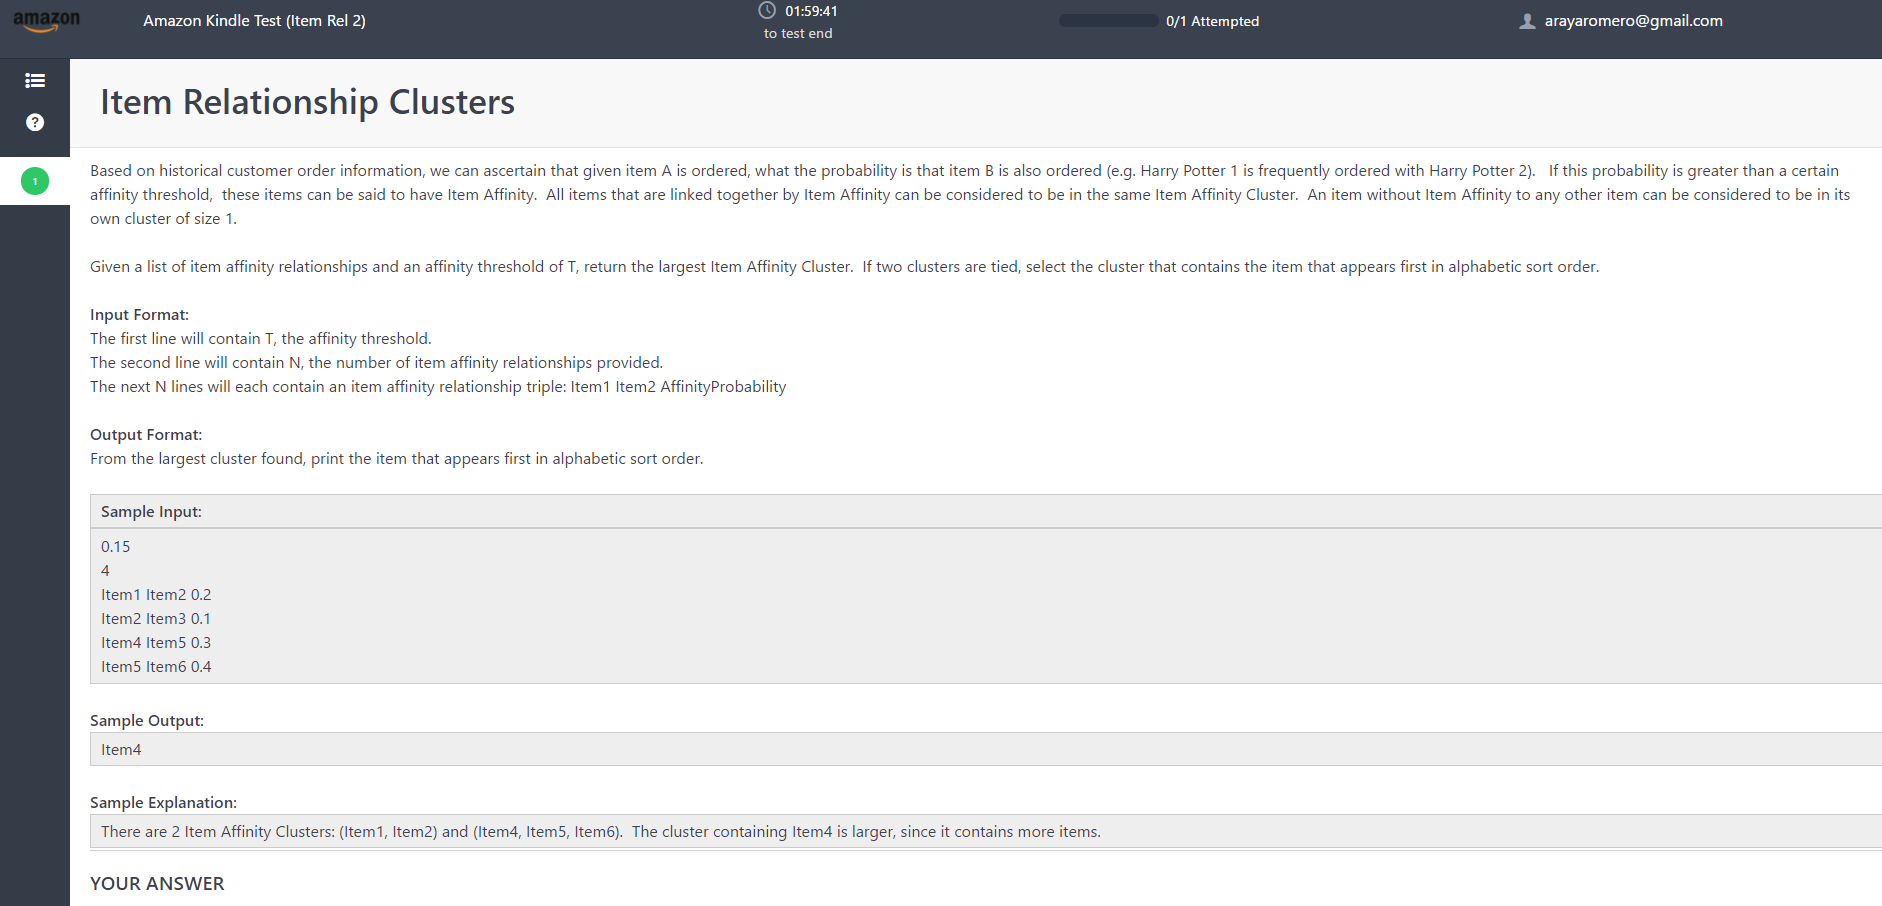 amazon
Amazon Kindle Test (Item Rel 2)
01:59:41
to test end
0/1 Attempted
arayaromero@gmail.com
?
1
Item Relationship Clusters
Based on historical customer order information, we can ascertain that given item A is ordered, what the probability is that item B is also ordered (e.g. Harry Potter 1 is frequently ordered with Harry Potter 2).   If this probability is greater than a certain
affinity threshold,  these items can be said to have Item Affinity.  All items that are linked together by Item Affinity can be considered to be in the same Item Affinity Cluster.  An item without Item Affinity to any other item can be considered to be in its
own cluster of size 1.
Given a list of item affinity relationships and an affinity threshold of T, return the largest Item Affinity Cluster.  If two clusters are tied, select the cluster that contains the item that appears first in alphabetic sort order.
Input Format:
The first line will contain T, the affinity threshold.
The second line will contain N, the number of item affinity relationships provided.
The next N lines will each contain an item affinity relationship triple: Item1 Item2 AffinityProbability
Output Format:
From the largest cluster found, print the item that appears first in alphabetic sort order.
Sample Input:
0.15
4
Item1 Item2 0.2
Item2 Item3 0.1
Item4 Item5 0.3
Item5 Item6 0.4
Sample Output:
Item4
Sample Explanation:
There are 2 Item Affinity Clusters: (Item1, Item2) and (Item4, Item5, Item6).  The cluster containing Item4 is larger, since it contains more items.
YOUR ANSWER